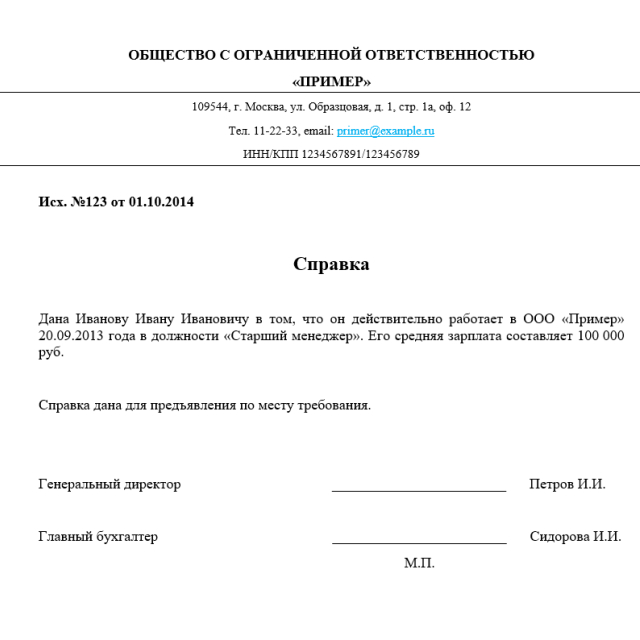 ОБЩЕСТВО С ОГРАНИЧЕННОЙ ОТВЕТСТВЕННОСТЬЮ
«ПРИМЕР»
109544, г. Москва, ул. Образцовая, д. 1, стр. 1а, оф. 12
Тел. 11-22-33, email: primer@example.ru
ИНН/КПП 1234567891/123456789
Исх. №123 от 01.10.2014
Справка
Дана Иванову Ивану Ивановичу в том, что он действительно работает в ООО «Пример»
20.09.2013 года в должности «Старший менеджер». Его средняя зарплата составляет 100 000
руб.
Справка дана для предъявления по месту требования.
Генеральный директор Петров И.И.
Главный бухгалтер Сидорова И.И.
М.П.